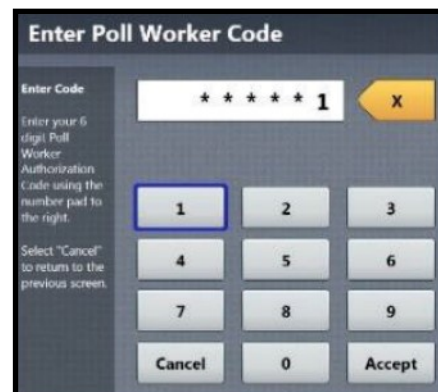 Enter Poll Worker Code
Enter Code
Enter your 6
digit Poll
Worker
Authorization
Code using the
number pad to
the right.
Select "Cancel"
to return to the
previous screen.
* * * * * 1
X
1 2 3
4 5 6
7 8 9
Cancel 0 Accept